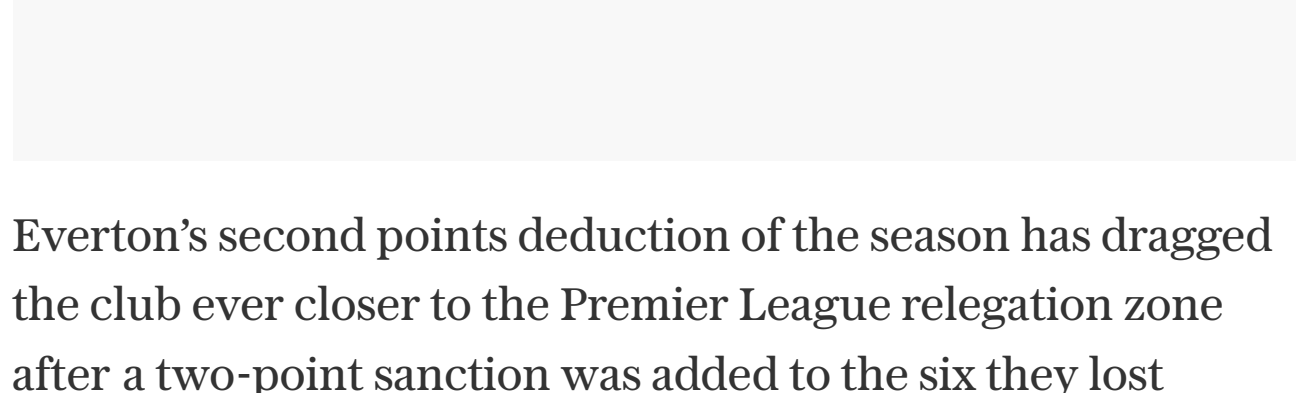 Everton’s second points deduction of the season has dragged
the club ever closer to the Premier League relegation zone
after a two-point sanction was added to the six they lost